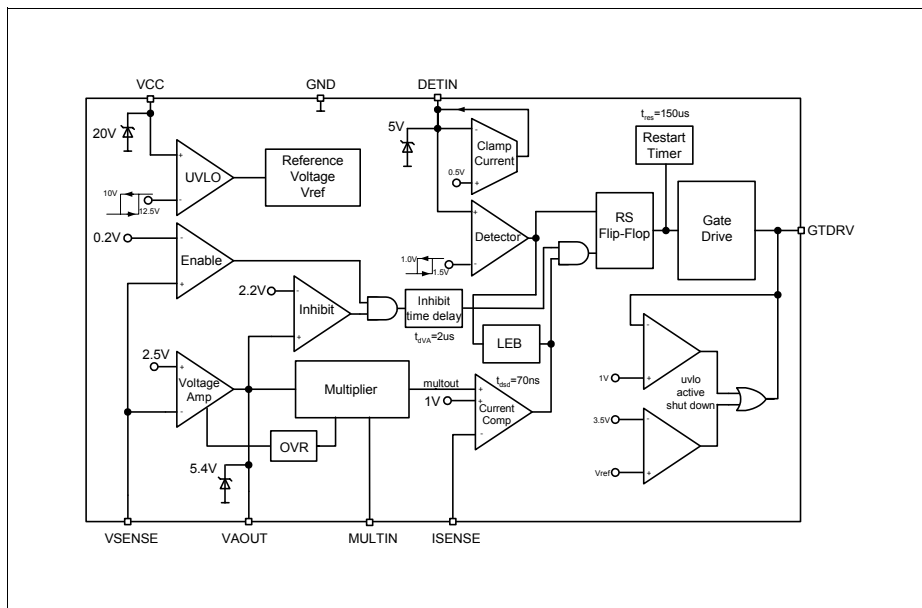 VCC
GND
DETIN
20V
UVLO
Reference
Voltage
Vref
10V
12.5V
5V
Clamp
Current
0.5V
tres=150us
Restart
Timer
0.2V
Enable
Detector
1.0V
1.5V
RS
Flip-Flop
Gate
Drive
GTDRV
2.2V
Inhibit
Inhibit
time delay
tdVA=2us
LEB
2.5V
Voltage
Amp
Multiplier
multout
1V
tdsd=70ns
Current
Comp
OVR
5.4V
1V
uvlo
active
shut down
3.5V
Vref
VSENSE
VAOUT
MULTIN
ISENSE